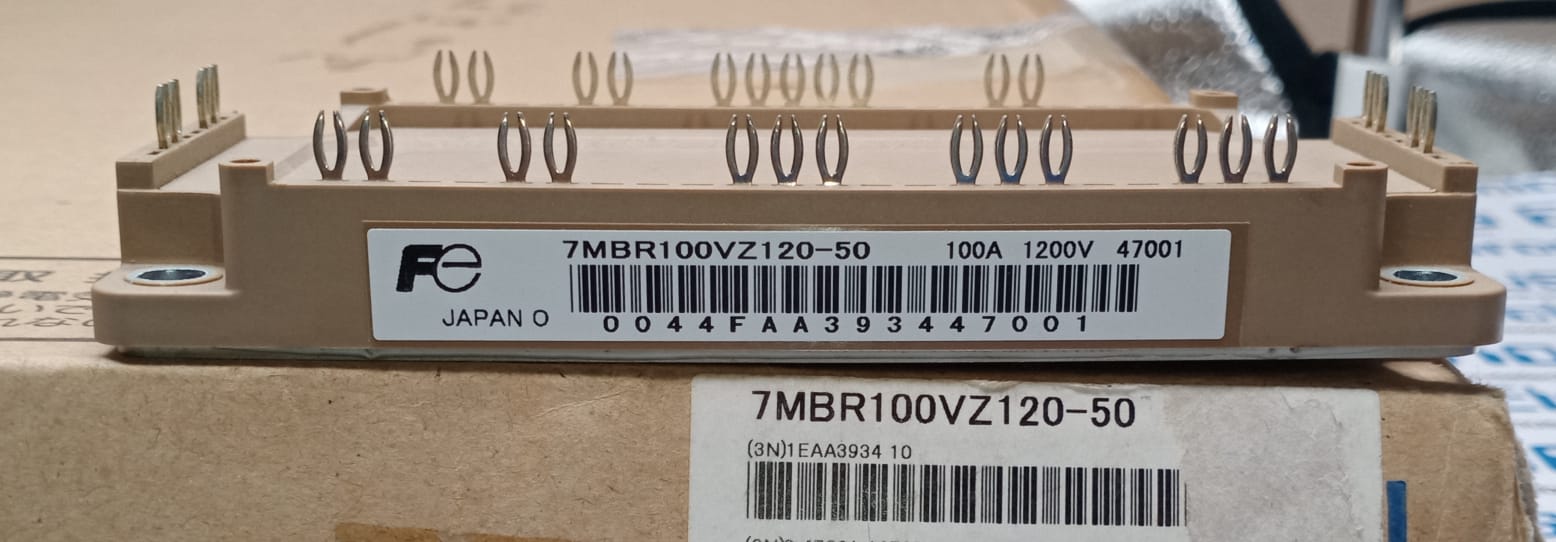 Fe
7MBR100VZ120-50 100A 1200V 47001
JAPAN O
0044FAA393447001
7MBR100VZ120-50
(3N)1EAA3934 10